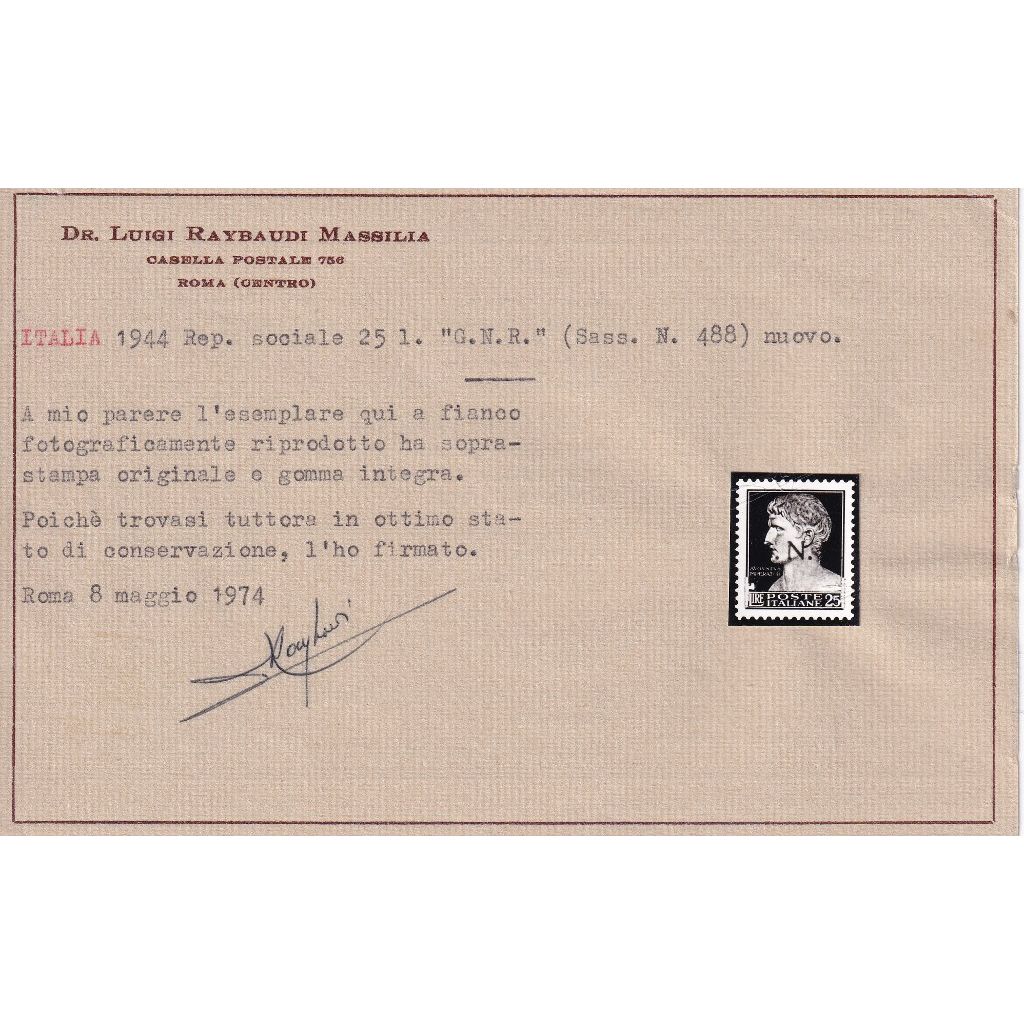 DR. LUIGI RAYBAUDI MASSILIA
CASELLA POSTALE 756
ROMA (CENTRO)
ITALIA 1944 Rep. sociale 25 l. "G.N.R." (Sass. N. 488) nuovo.
A mio parere l'esemplare qui a fianco
fotograficamente riprodotto ha sopra-
stampa originale e gomma integra.
Poichè trovasi tuttora in ottimo sta-
to di conservazione, l'ho firmato.
Roma 8 maggio 1974
Raybaudi
.N.
LIRE POSTE ITALIANE 25